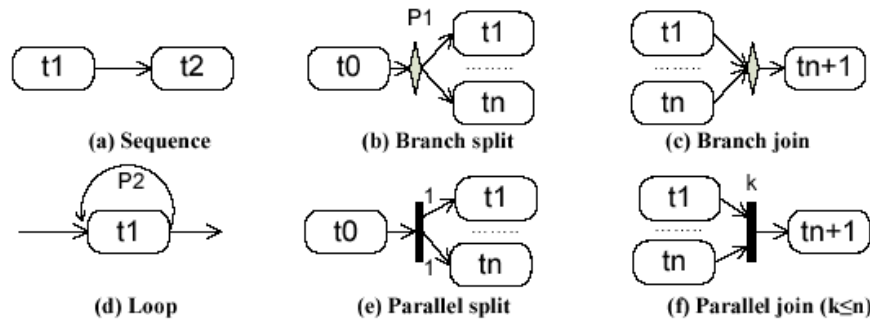 P1
t1 t2 t0 t1 tn t1 tn tn+1
(a) Sequence (b) Branch split (c) Branch join
P2 t1 t0 1 1 t1 tn t1 tn k tn+1
(d) Loop (e) Parallel split (f) Parallel join (k≤n)